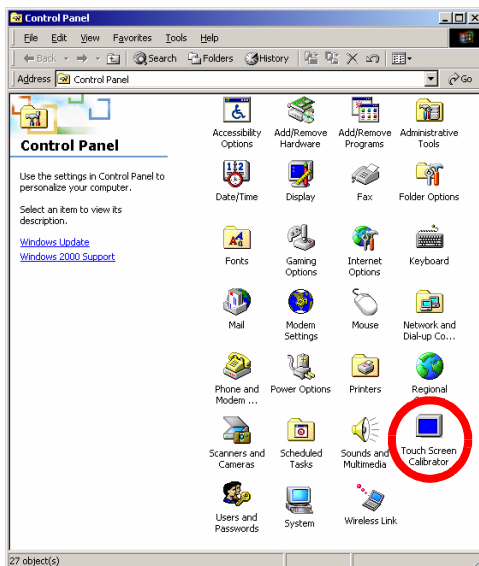 Control Panel
File Edit View Favorites Tools Help
Back Search Folders History
Address Control Panel Go
Control Panel
Use the settings in Control Panel to
personalize your computer.
Select an item to view its
description.
Windows Update
Windows 2000 Support
Accessibility Options
Add/Remove Hardware
Add/Remove Programs
Administrative Tools
12
Date/Time
Display
Fax
Folder Options
Fonts
Gaming Options
Internet Options
Keyboard
Mail
Modem Settings
Mouse
Network and Dial-up Co...
Phone and Modem ...
Power Options
Printers
Regional
Scanners and Cameras
Scheduled Tasks
Sounds and Multimedia
Touch Screen Calibrator
Users and Passwords
System
Wireless Link
27 object(s)